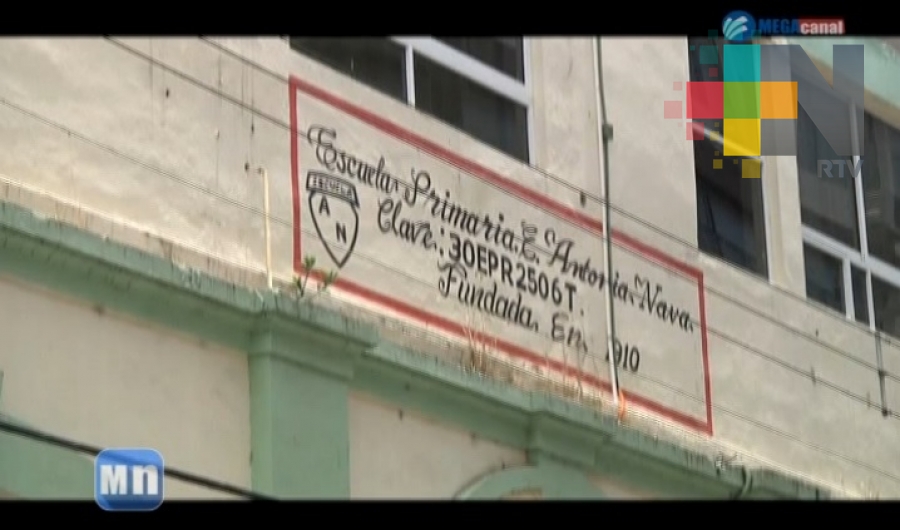 MEGAcanal
N
RTV
Escuela Primaria "Antonia Nava"
Clave: 30EPR2506T.
Fundada En 1910
ESCUELA
A
N
Mn